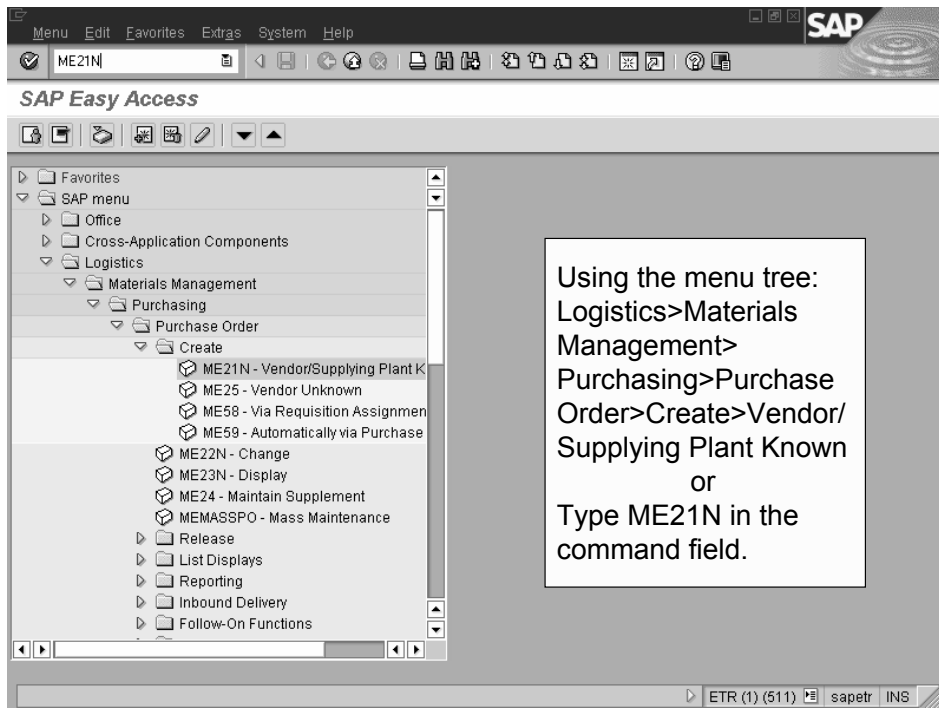 Menu Edit Favorites Extras System Help
SAP
ME21N
SAP Easy Access
Favorites
SAP menu
Office
Cross-Application Components
Logistics
Materials Management
Purchasing
Purchase Order
Create
ME21N - Vendor/Supplying Plant K
ME25 - Vendor Unknown
ME58 - Via Requisition Assignmen
ME59 - Automatically via Purchase
ME22N - Change
ME23N - Display
ME24 - Maintain Supplement
MEMASSPO - Mass Maintenance
Release
List Displays
Reporting
Inbound Delivery
Follow-On Functions
Using the menu tree:
Logistics>Materials
Management>
Purchasing>Purchase
Order>Create>Vendor/
Supplying Plant Known
or
Type ME21N in the
command field.
ETR (1) (511) sapetr INS